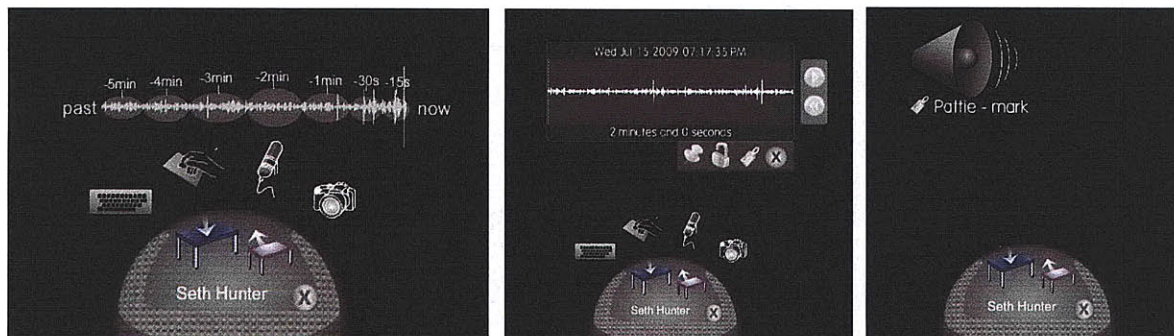 -5min -4min -3min -2min -1min -30s -15s
past now
Seth Hunter X
Wed Jul 15 2009 07:17:35 PM
2 minutes and 0 seconds
X
Seth Hunter X
Pattie - mark
Seth Hunter X